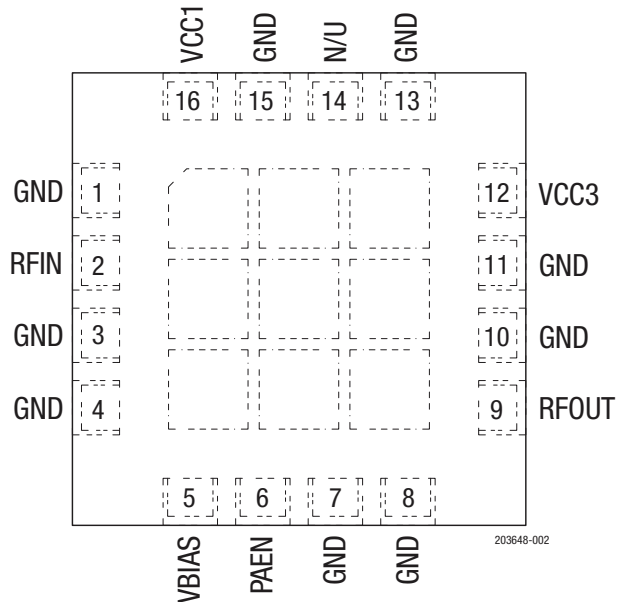 VCC1 GND N/U GND
16 15 14 13
GND 1 12 VCC3
RFIN 2 11 GND
GND 3 10 GND
GND 4 9 RFOUT
5 6 7 8
VBIAS PAEN GND GND
203648-002